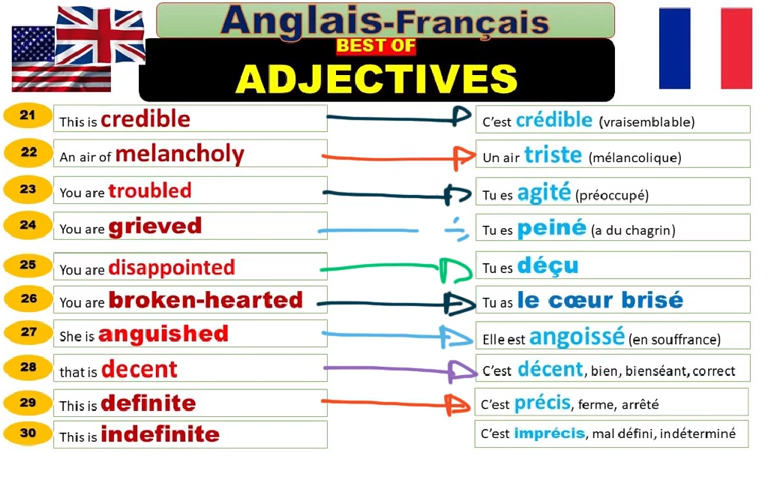 Anglais-Français
BEST OF
ADJECTIVES
21 This is credible C'est crédible (vraisemblable)
22 An air of melancholy Un air triste (mélancolique)
23 You are troubled Tu es agité (préoccupé)
24 You are grieved Tu es peiné (a du chagrin)
25 You are disappointed Tu es déçu
26 You are broken-hearted Tu as le cœur brisé
27 She is anguished Elle est angoissé (en souffrance)
28 that is decent C'est décent, bien, bienséant, correct
29 This is definite C'est précis, ferme, arrêté
30 This is indefinite C'est imprécis, mal défini, indéterminé